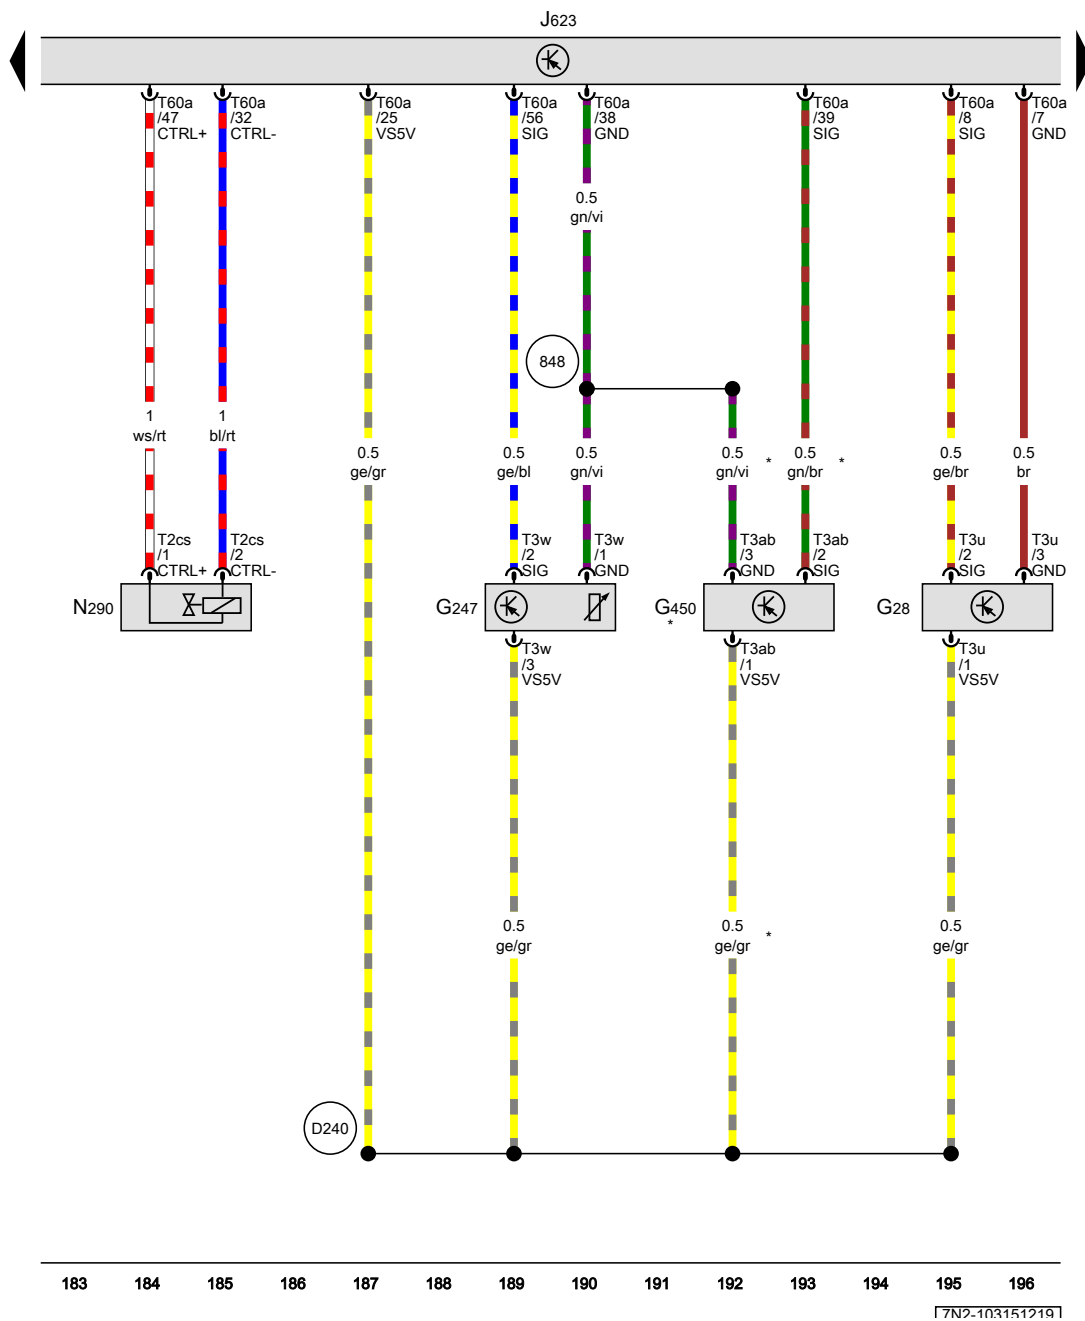 J623
T60a T60a T60a T60a T60a T60a T60a T60a
/47 /32 /25 /56 /38 /39 /8 /7
CTRL+ CTRL- VS5V SIG GND SIG SIG GND
0.5
gn/vi
848
1 1
ws/rt bl/rt
0.5 0.5 0.5 0.5 0.5 0.5 0.5
ge/gr ge/bl gn/vi gn/vi * gn/br * ge/br br
T2cs T2cs T3w T3w T3ab T3ab T3u T3u
/1 /2 /2 /1 /3 /2 /2 /3
CTRL+ CTRL- SIG GND GND SIG SIG GND
N290 G247 G450 G28
*
T3w T3ab T3u
/3 /1 /1
VS5V VS5V VS5V
0.5 0.5 0.5
ge/gr ge/gr * ge/gr
D240
183 184 185 186 187 188 189 190 191 192 193 194 195 196
7N2-103151219